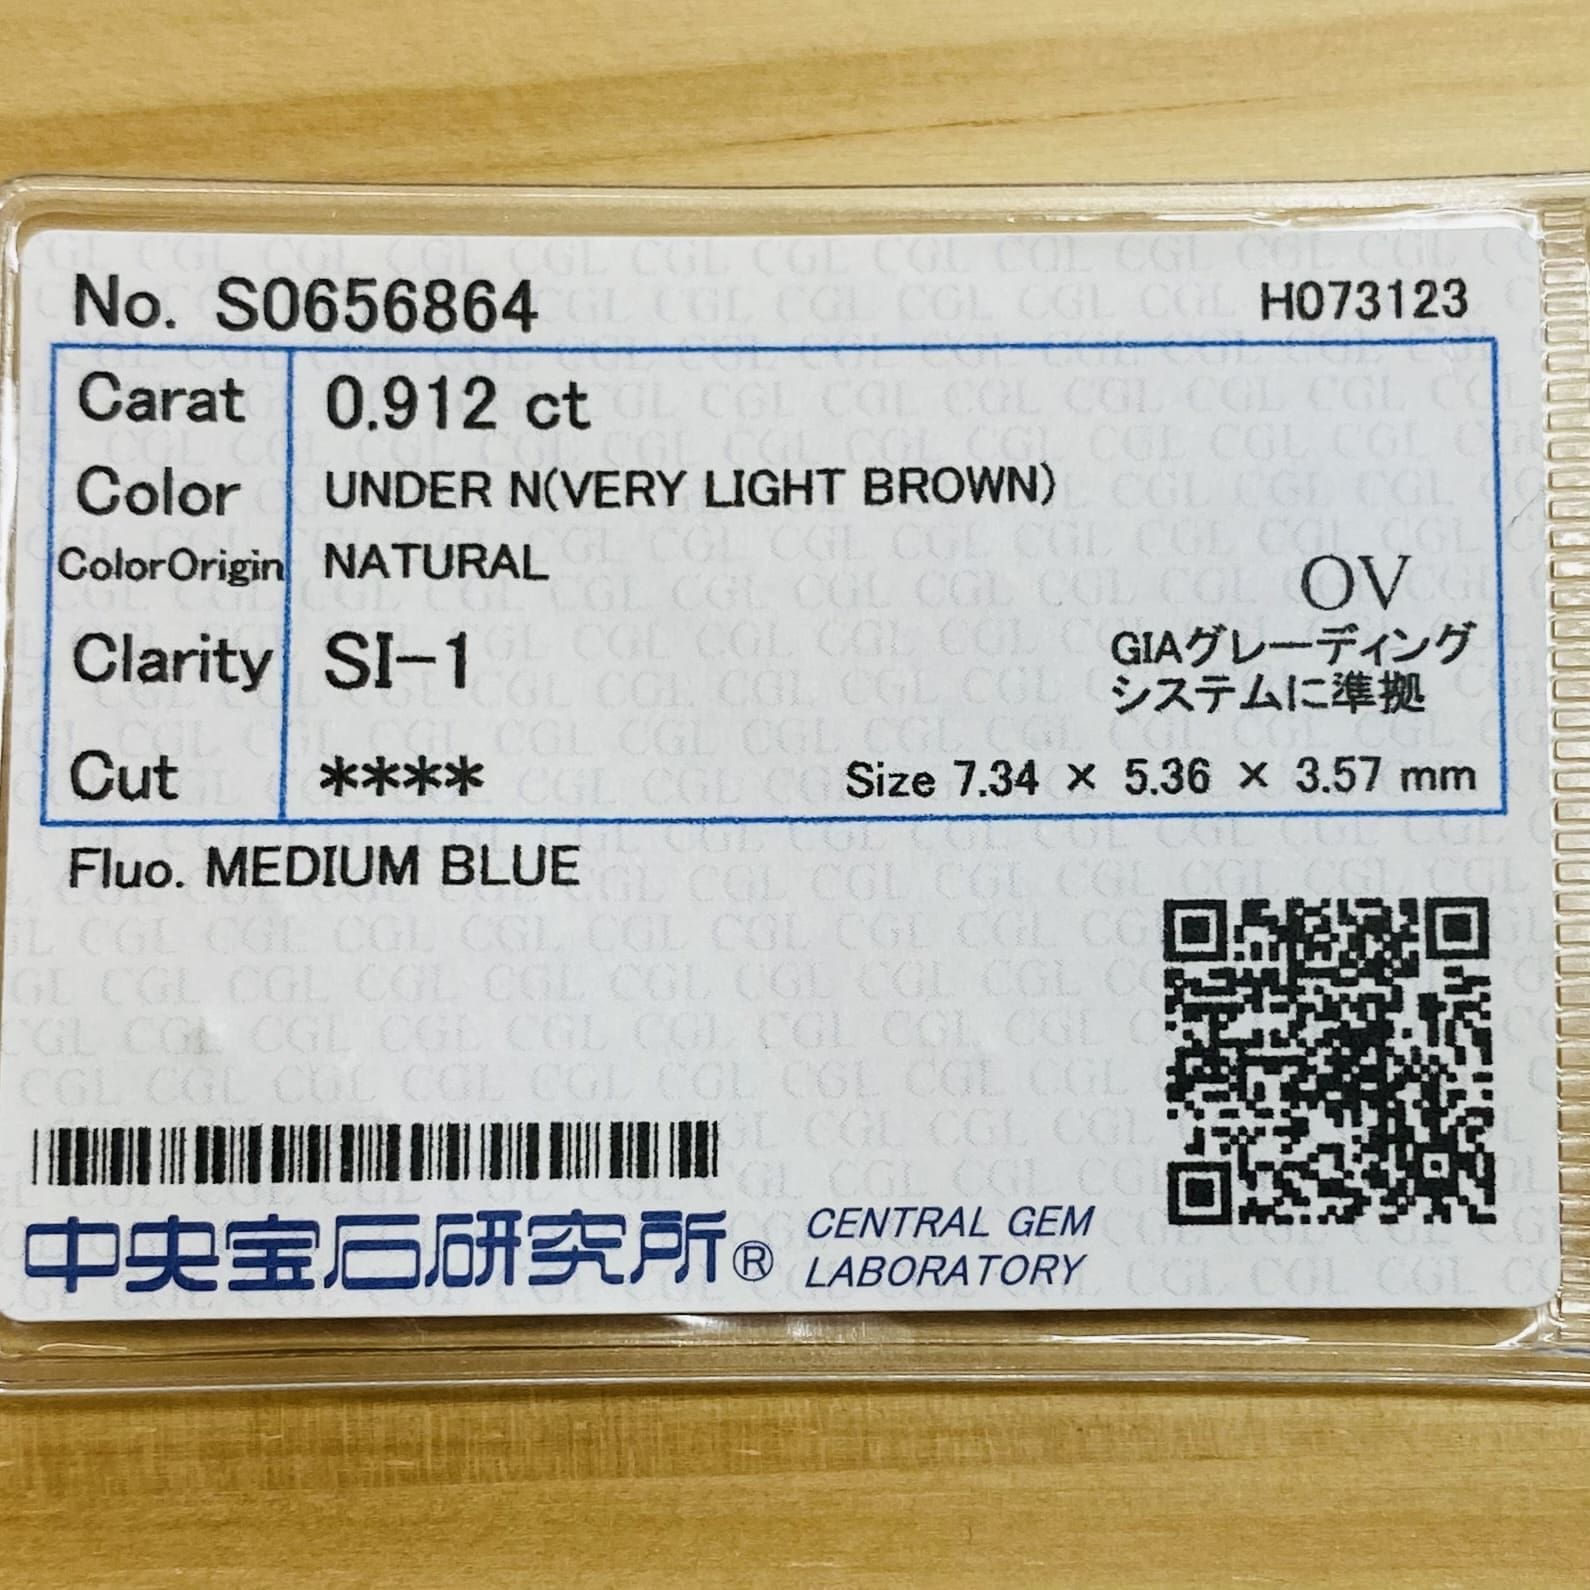 No. S0656864 H073123
Carat 0.912 ct
Color UNDER N(VERY LIGHT BROWN)
ColorOrigin NATURAL
OV
Clarity SI-1
GIAグレーディング
システムに準拠
Cut ****
Size 7.34 × 5.36 × 3.57 mm
Fluo. MEDIUM BLUE
中央宝石研究所®
CENTRAL GEM
LABORATORY